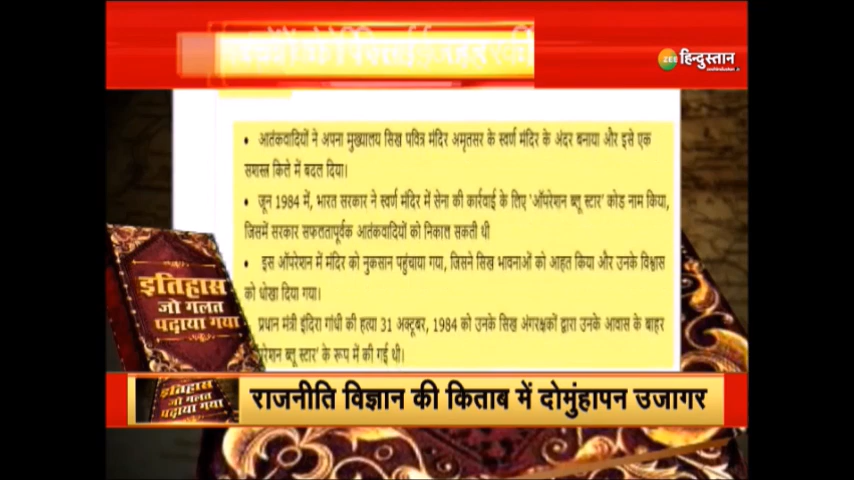 ZEE हिन्दुस्तान
• आतंकवादियों ने अपना मुख्यालय सिख पवित्र मंदिर अमृतसर के स्वर्ण मंदिर के अंदर बनाया और इसे एक
सशस्त्र किले में बदल दिया।
• जून 1984 में, भारत सरकार ने स्वर्ण मंदिर में सेना की कार्रवाई के लिए 'ऑपरेशन ब्लू स्टार' कोड नाम किया,
जिसमें सरकार सफलतापूर्वक आतंकवादियों को निकाल सकती थी
• इस ऑपरेशन में मंदिर को नुकसान पहुंचाया गया, जिसने सिख भावनाओं को आहत किया और उनके विश्वास
को धोखा दिया गया।
प्रधान मंत्री इंदिरा गांधी की हत्या 31 अक्टूबर, 1984 को उनके सिख अंगरक्षकों द्वारा उनके आवास के बाहर
परेशन ब्लू स्टार' के रूप में की गई थी।
इतिहास
जो गलत
पढ़ाया गया
इतिहास
जो गलत
पढ़ाया गया
राजनीति विज्ञान की किताब में दोमुंहापन उजागर